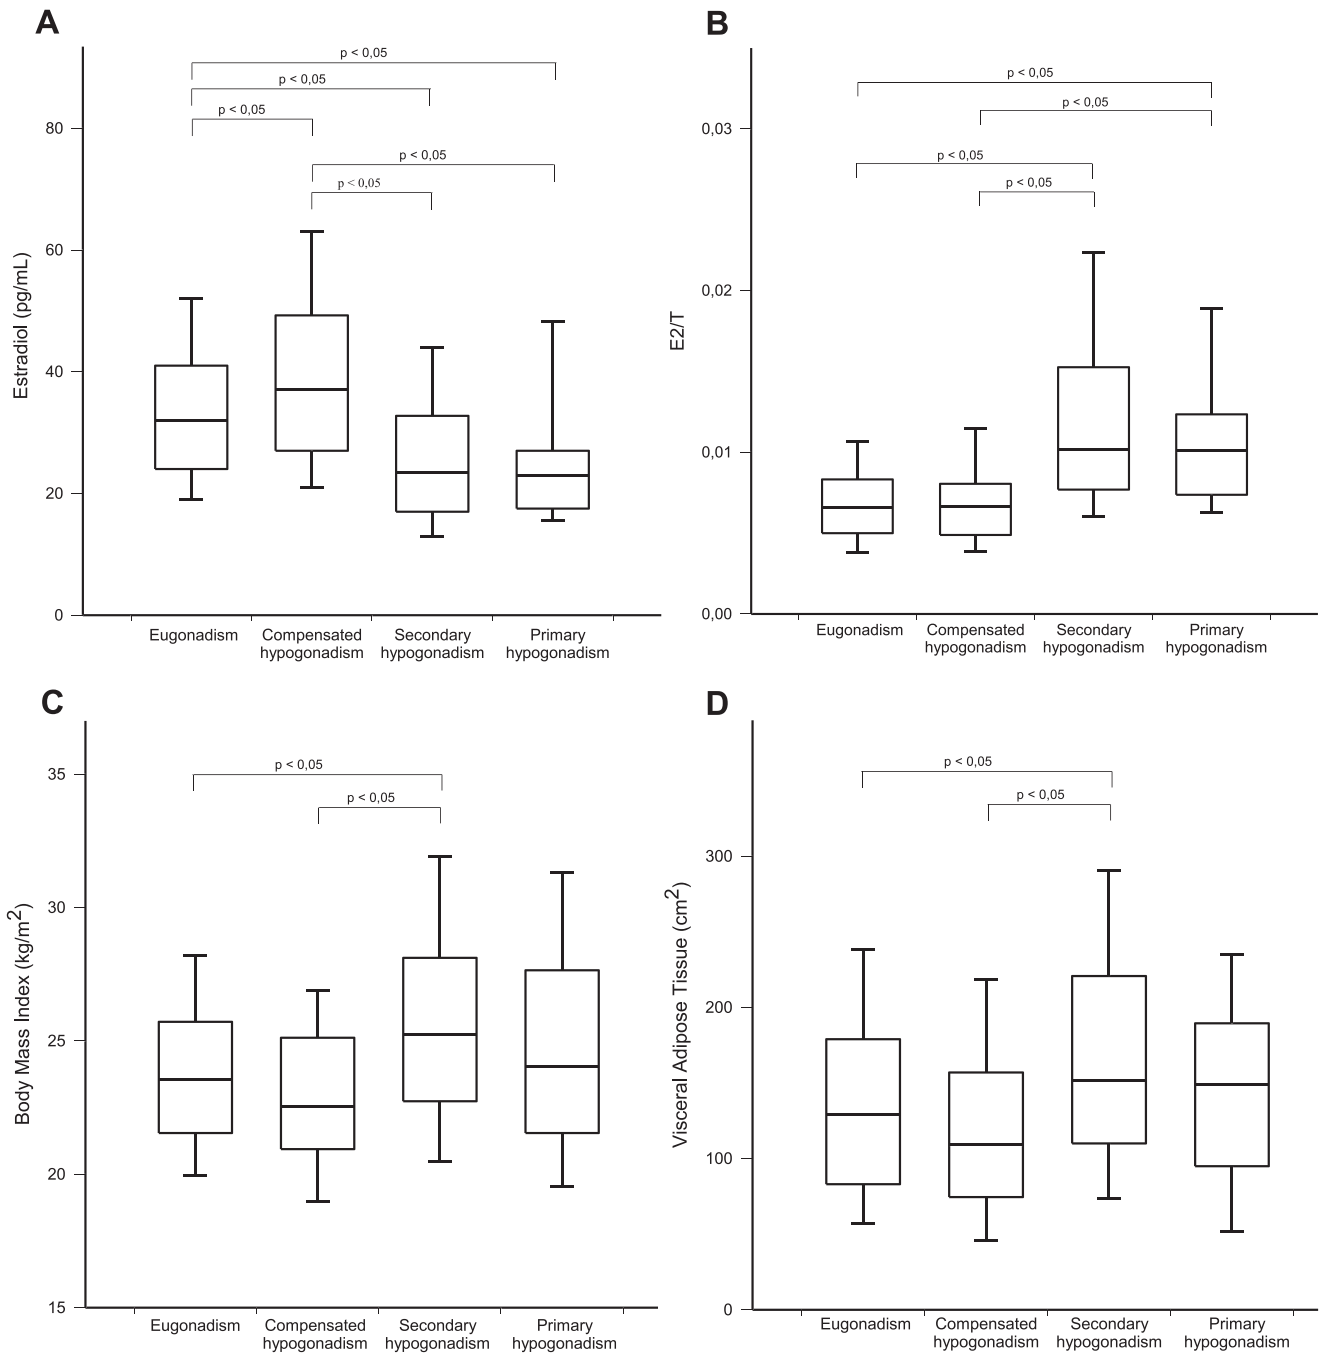 A
p < 0,05
p < 0,05
p < 0,05
p < 0,05
p < 0,05
80
60
40
20
0
Estradiol (pg/mL)
Eugonadism
Compensated
hypogonadism
Secondary
hypogonadism
Primary
hypogonadism
B
p < 0,05
p < 0,05
p < 0,05
p < 0,05
0,03
0,02
0,01
0,00
E2/T
Eugonadism
Compensated
hypogonadism
Secondary
hypogonadism
Primary
hypogonadism
C
p < 0,05
p < 0,05
35
30
25
20
15
Body Mass Index (kg/m²)
Eugonadism
Compensated
hypogonadism
Secondary
hypogonadism
Primary
hypogonadism
D
p < 0,05
p < 0,05
300
200
100
0
Visceral Adipose Tissue (cm²)
Eugonadism
Compensated
hypogonadism
Secondary
hypogonadism
Primary
hypogonadism